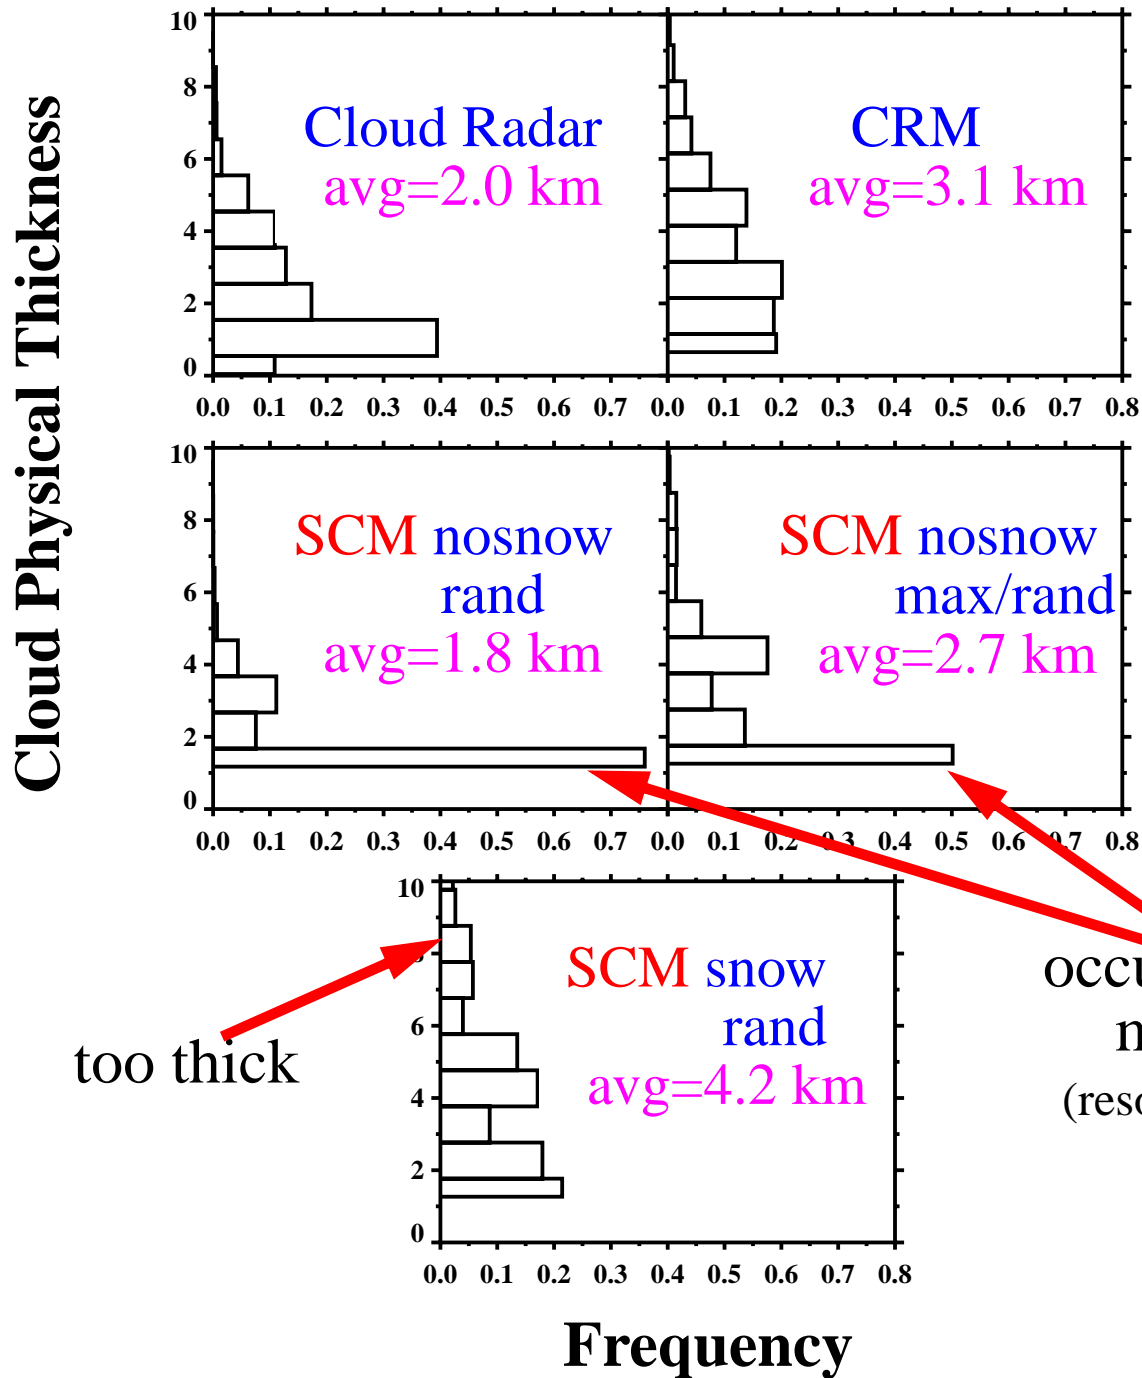 Cloud Physical Thickness
10
8
6
4
2
0
Cloud Radar
avg=2.0 km
0.0 0.1 0.2 0.3 0.4 0.5 0.6 0.7
CRM
avg=3.1 km
0.0 0.1 0.2 0.3 0.4 0.5 0.6 0.7 0.8
10
8
6
4
2
0
SCM nosnow
rand
avg=1.8 km
0.0 0.1 0.2 0.3 0.4 0.5 0.6 0.7
SCM nosnow
max/rand
avg=2.7 km
0.0 0.1 0.2 0.3 0.4 0.5 0.6 0.7 0.8
10
8
6
4
2
0
SCM snow
rand
avg=4.2 km
0.0 0.1 0.2 0.3 0.4 0.5 0.6 0.7 0.8
too thick
Frequency